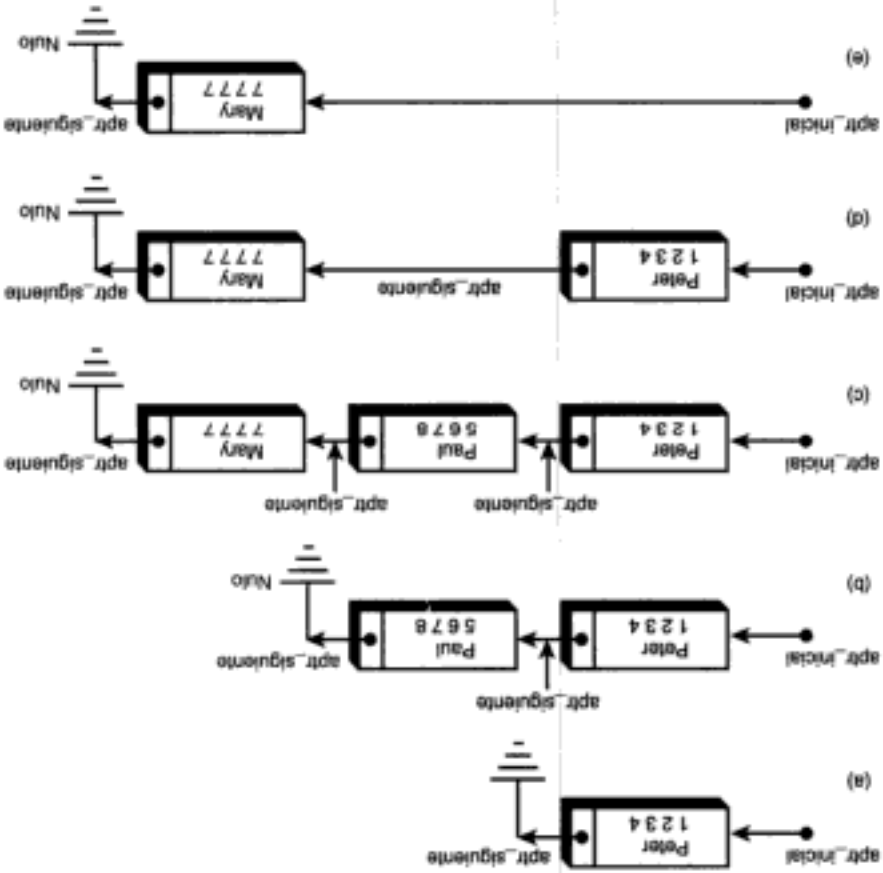 aptr_inicial
Peter
1 2 3 4
aptr_siguiente
(a)
aptr_siguiente
aptr_inicial
Peter
1 2 3 4
Paul
5 6 7 8
aptr_siguiente
(b)
Nulo
aptr_siguiente
aptr_siguiente
aptr_inicial
Peter
1 2 3 4
Paul
5 6 7 8
Mary
7 7 7 7
aptr_siguiente
(c)
Nulo
aptr_inicial
Peter
1 2 3 4
aptr_siguiente
Mary
7 7 7 7
aptr_siguiente
(d)
Nulo
aptr_inicial
Mary
7 7 7 7
aptr_siguiente
(e)
Nulo